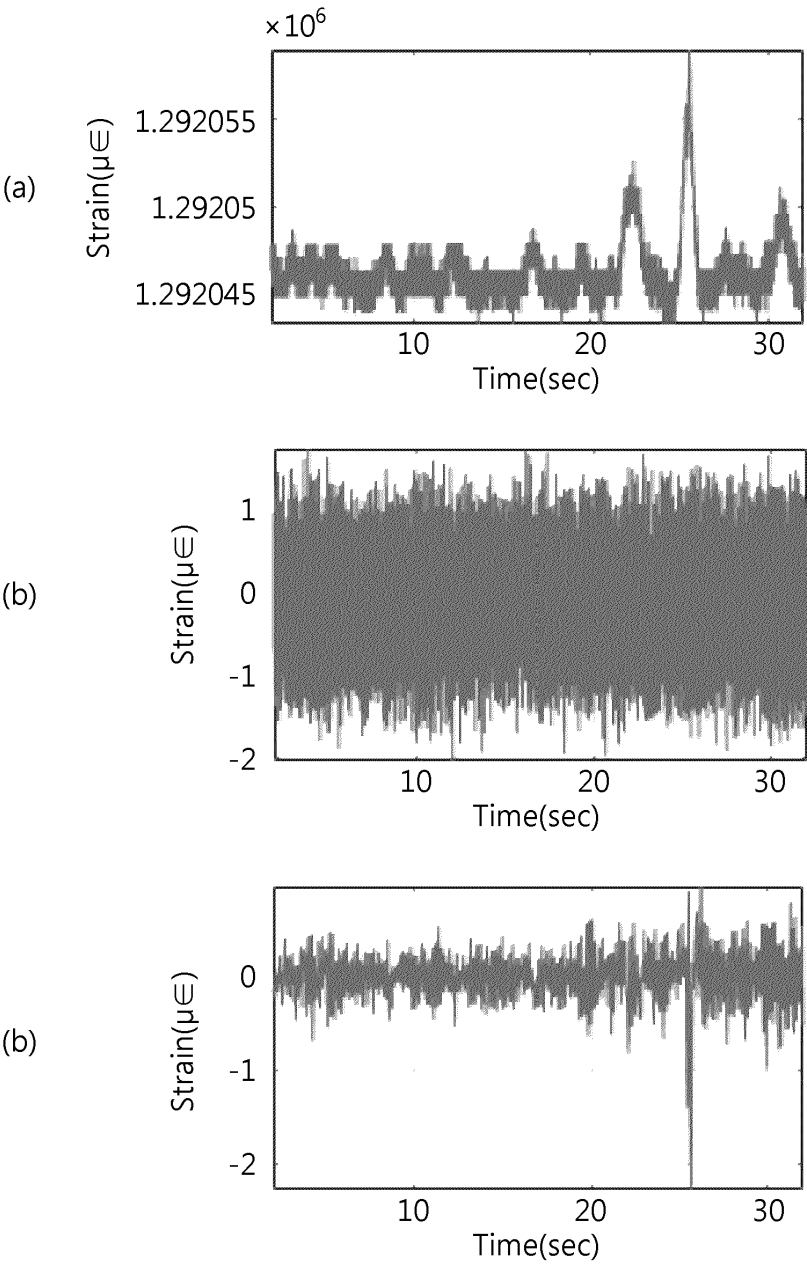 ×10⁶
1.292055
(a)
Strain(μ∈)
1.29205
1.292045
10 20 30
Time(sec)
1
(b)
Strain(μ∈)
0
-1
-2
10 20 30
Time(sec)
0
(b)
Strain(μ∈)
-1
-2
10 20 30
Time(sec)